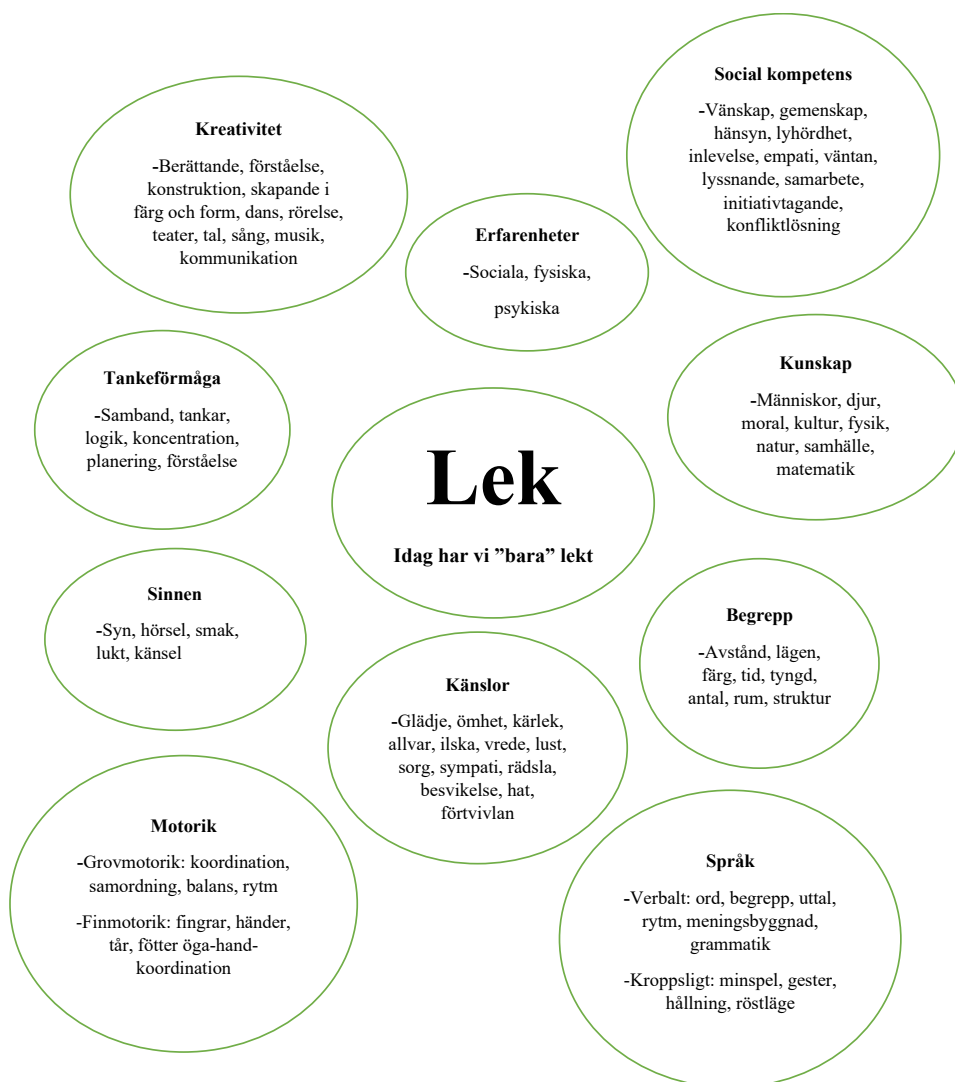 Social kompetens
-Vänskap, gemenskap,
hänsyn, lyhördhet,
inlevelse, empati, väntan,
lyssnande, samarbete,
initiativtagande,
konfliktlösning
Kreativitet
-Berättande, förståelse,
konstruktion, skapande i
färg och form, dans, rörelse,
teater, tal, sång, musik,
kommunikation
Erfarenheter
-Sociala, fysiska,
psykiska
Tankeförmåga
-Samband, tankar,
logik, koncentration,
planering, förståelse
Kunskap
-Människor, djur,
moral, kultur, fysik,
natur, samhälle,
matematik
Lek
Idag har vi ”bara” lekt
Sinnen
-Syn, hörsel, smak,
lukt, känsel
Begrepp
-Avstånd, lägen,
färg, tid, tyngd,
antal, rum, struktur
Känslor
-Glädje, ömhet, kärlek,
allvar, ilska, vrede, lust,
sorg, sympati, rädsla,
besvikelse, hat,
förtvivlan
Motorik
-Grovmotorik: koordination,
samordning, balans, rytm
-Finmotorik: fingrar, händer,
tår, fötter öga-hand-
koordination
Språk
-Verbalt: ord, begrepp, uttal,
rytm, meningsbyggnad,
grammatik
-Kroppsligt: minspel, gester,
hållning, röstläge